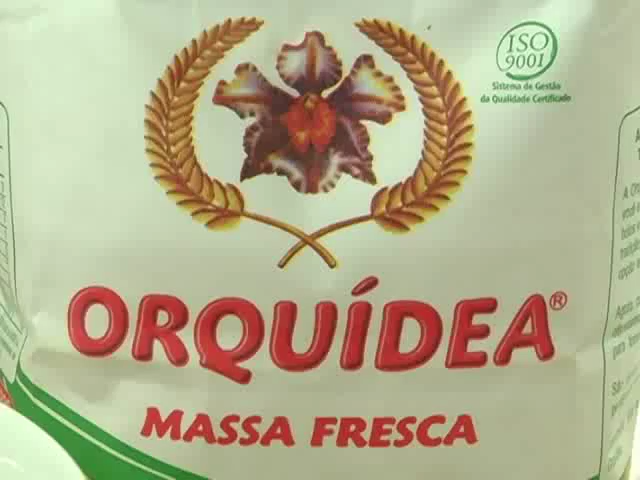 ISO
9001
Sistema de Gestão
da Qualidade Certificado
ORQUÍDEA®
MASSA FRESCA